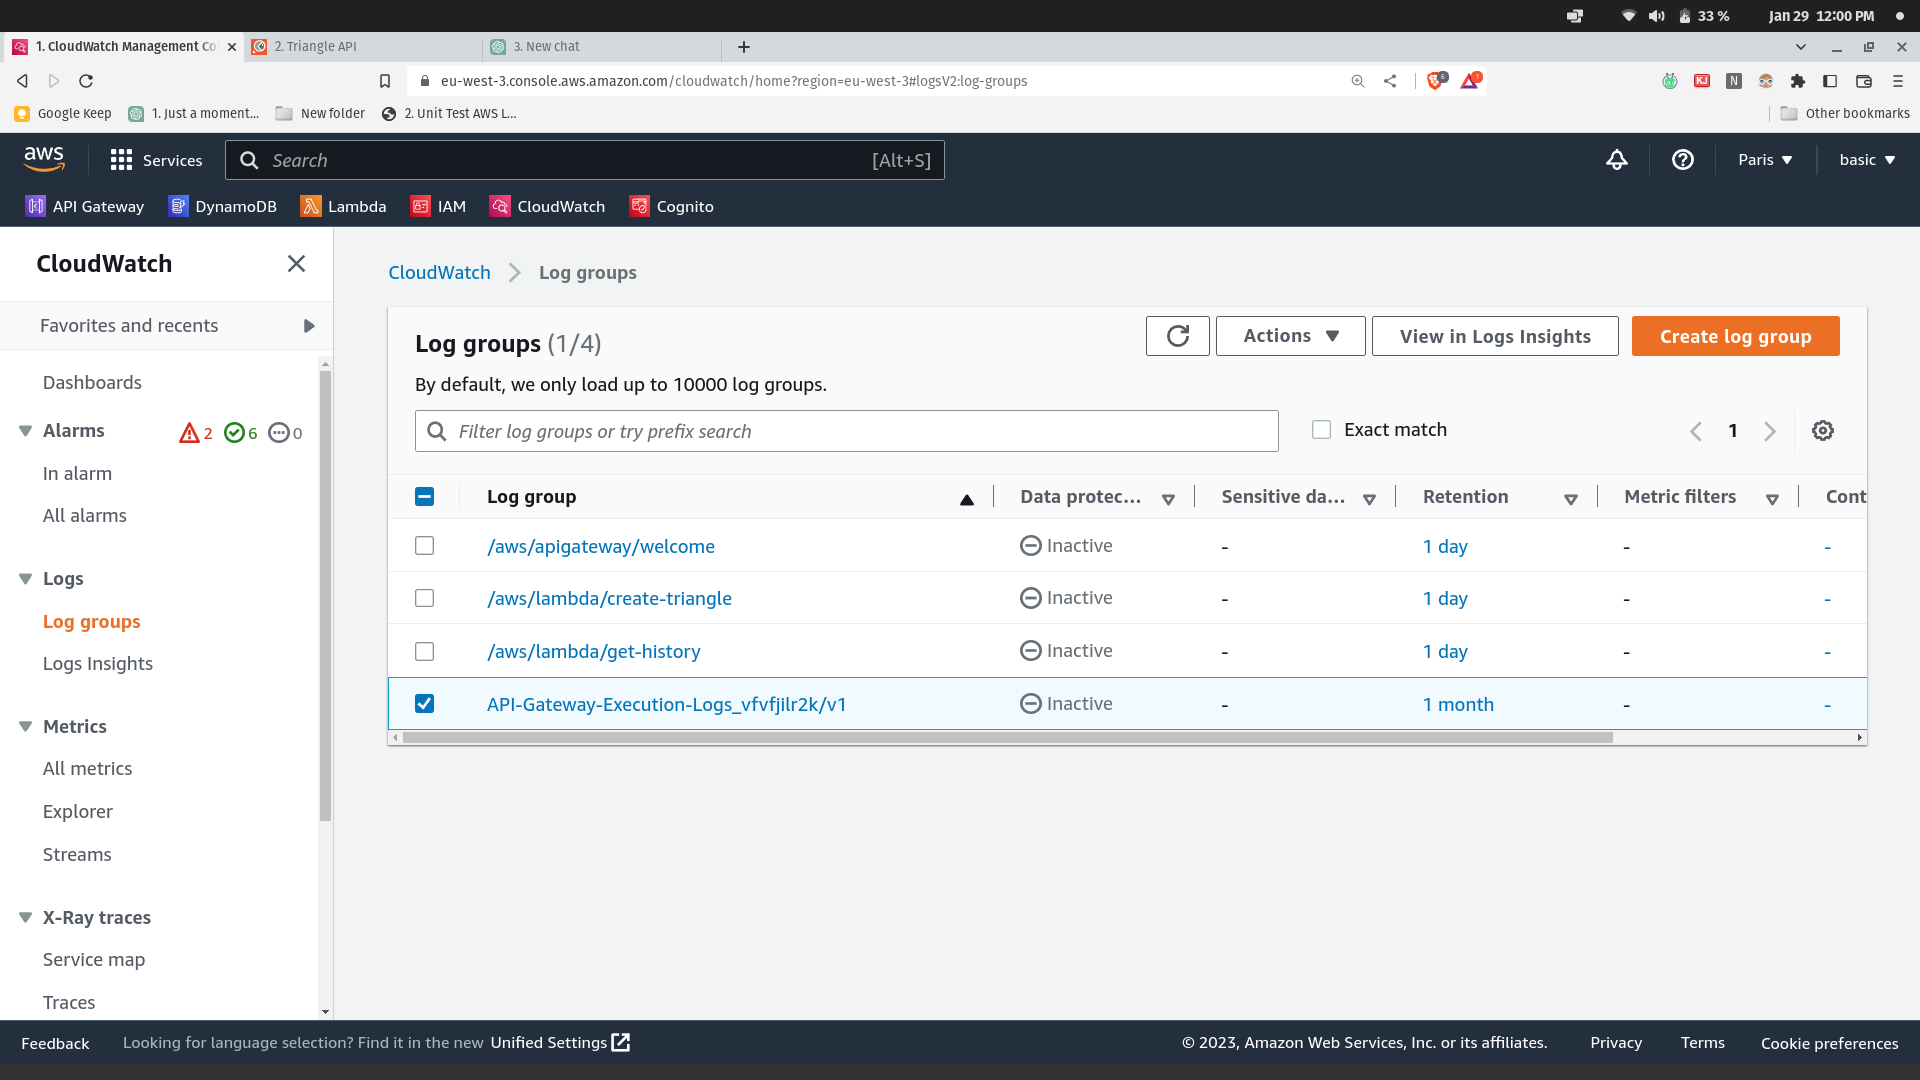 33 %
Jan 29 12:00 PM
1. CloudWatch Management Co
2. Triangle API
3. New chat
eu-west-3.console.aws.amazon.com/cloudwatch/home?region=eu-west-3#logsV2:log-groups
6
1
KJ
N
Google Keep
1. Just a moment...
New folder
2. Unit Test AWS L...
Other bookmarks
aws
Services
Search
[Alt+S]
Paris
basic
API Gateway
DynamoDB
Lambda
IAM
CloudWatch
Cognito
CloudWatch
Favorites and recents
Dashboards
Alarms
2
6
0
In alarm
All alarms
Logs
Log groups
Logs Insights
Metrics
All metrics
Explorer
Streams
X-Ray traces
Service map
Traces
CloudWatch
Log groups
Log groups (1/4)
Actions
View in Logs Insights
Create log group
By default, we only load up to 10000 log groups.
Filter log groups or try prefix search
Exact match
1
Log group
Data protec...
Sensitive da...
Retention
Metric filters
Cont
/aws/apigateway/welcome
Inactive
-
1 day
-
-
/aws/lambda/create-triangle
Inactive
-
1 day
-
-
/aws/lambda/get-history
Inactive
-
1 day
-
-
API-Gateway-Execution-Logs_vfvfjilr2k/v1
Inactive
-
1 month
-
-
Feedback
Looking for language selection? Find it in the new Unified Settings
© 2023, Amazon Web Services, Inc. or its affiliates.
Privacy
Terms
Cookie preferences